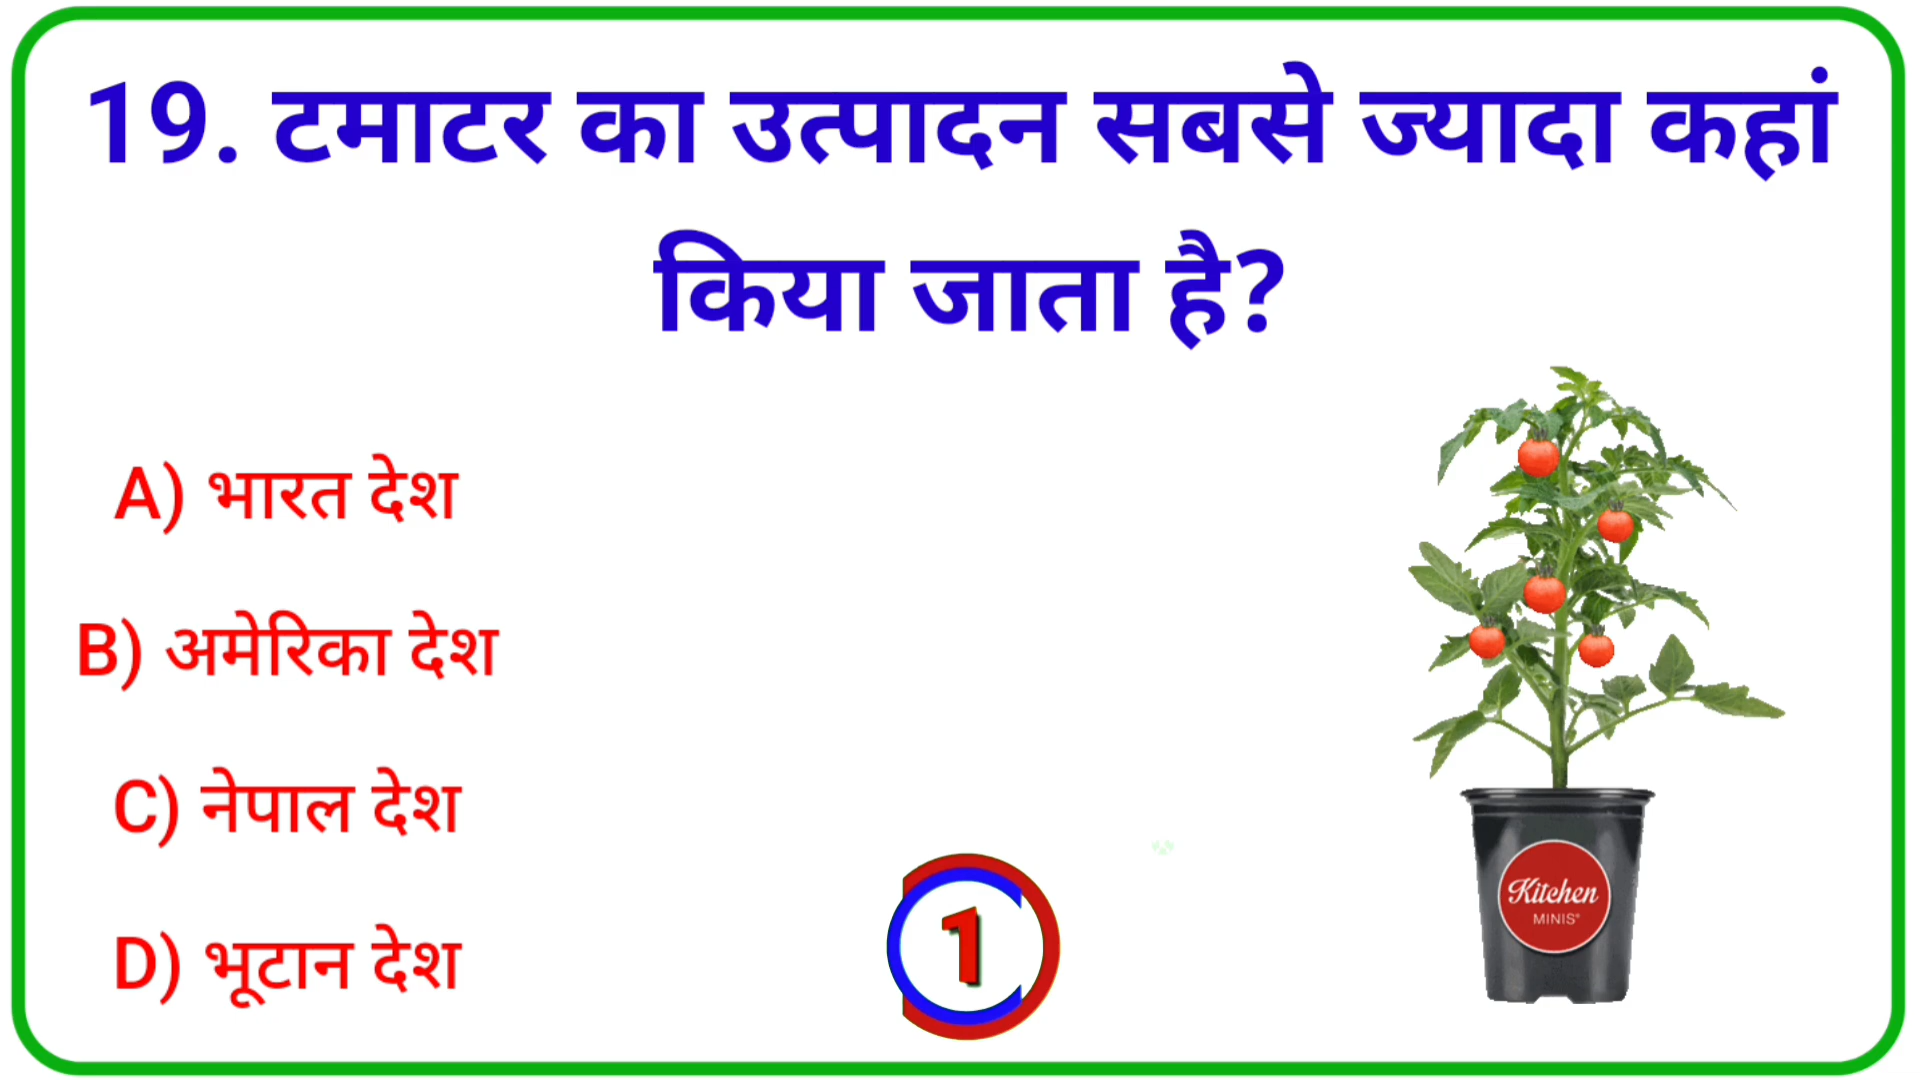 19. टमाटर का उत्पादन सबसे ज्यादा कहां
किया जाता है?
A) भारत देश
B) अमेरिका देश
C) नेपाल देश
D) भूटान देश
1
Kitchen
MINIS®